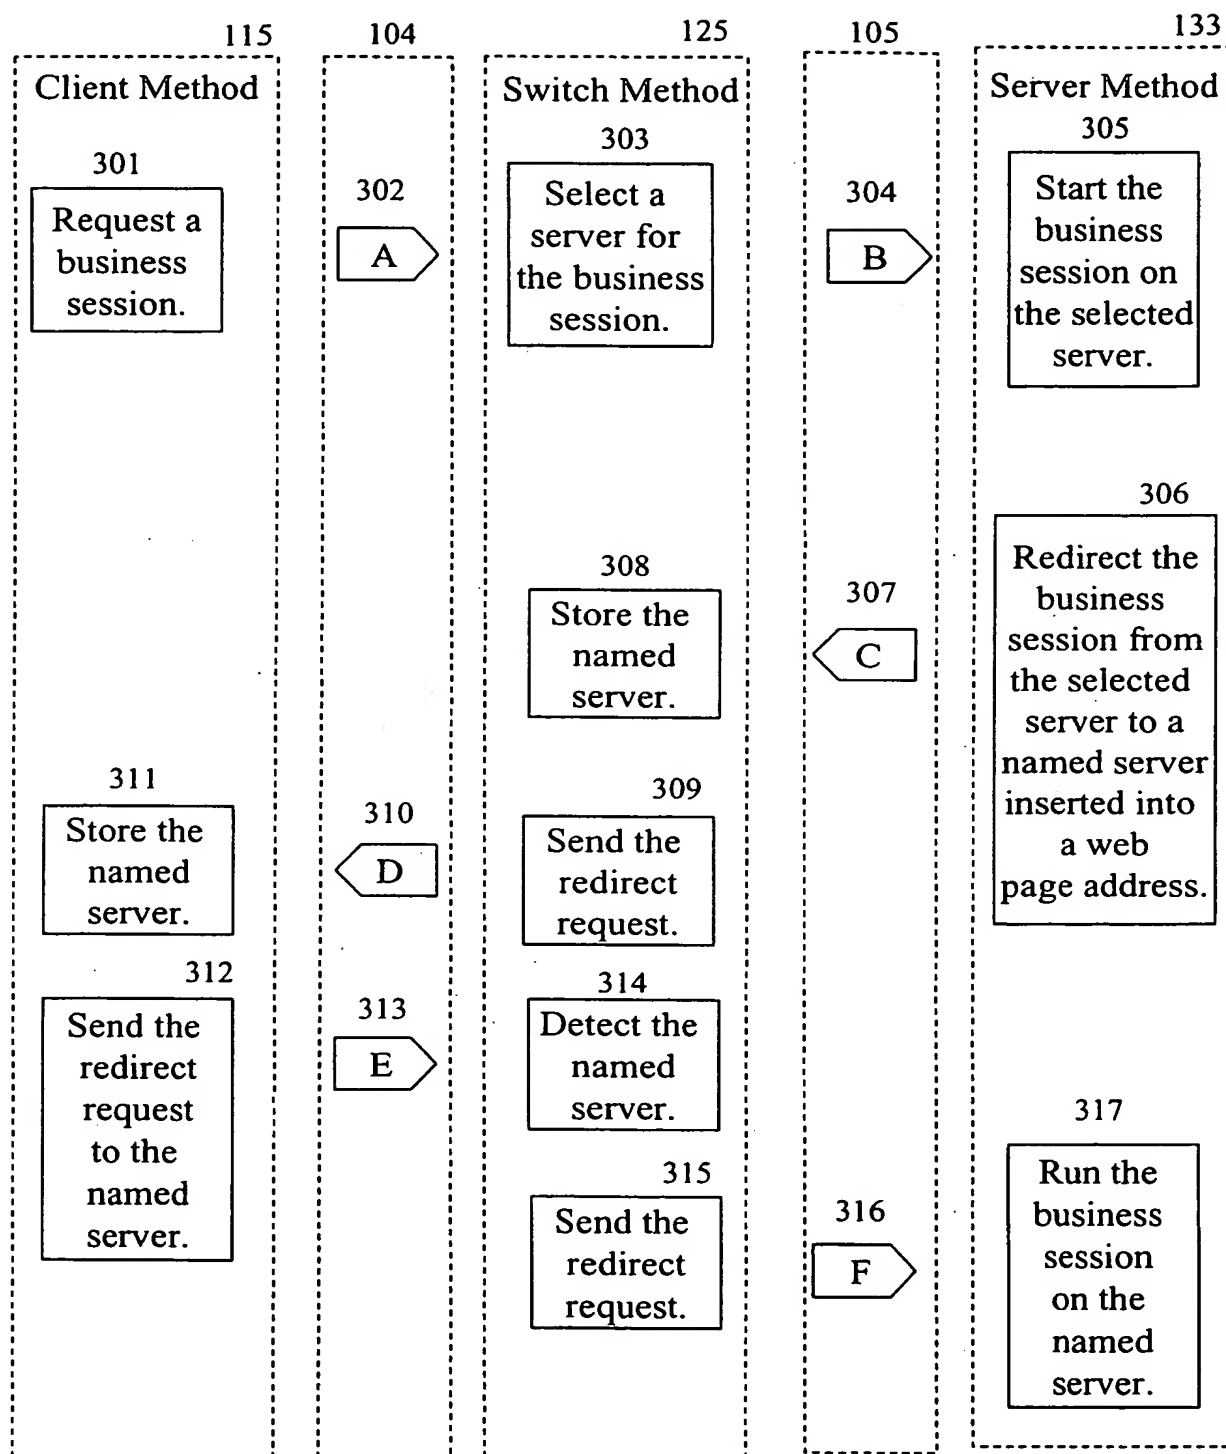 115
104
125
105
133
Client Method
Switch Method
Server Method
301
Request a
business
session.
302
A
303
Select a
server for
the business
session.
304
B
305
Start the
business
session on
the selected
server.
306
Redirect the
business
session from
the selected
server to a
named server
inserted into
a web
page address.
307
C
308
Store the
named
server.
309
Send the
redirect
request.
310
D
311
Store the
named
server.
312
Send the
redirect
request
to the
named
server.
313
E
314
Detect the
named
server.
315
Send the
redirect
request.
316
F
317
Run the
business
session
on the
named
server.